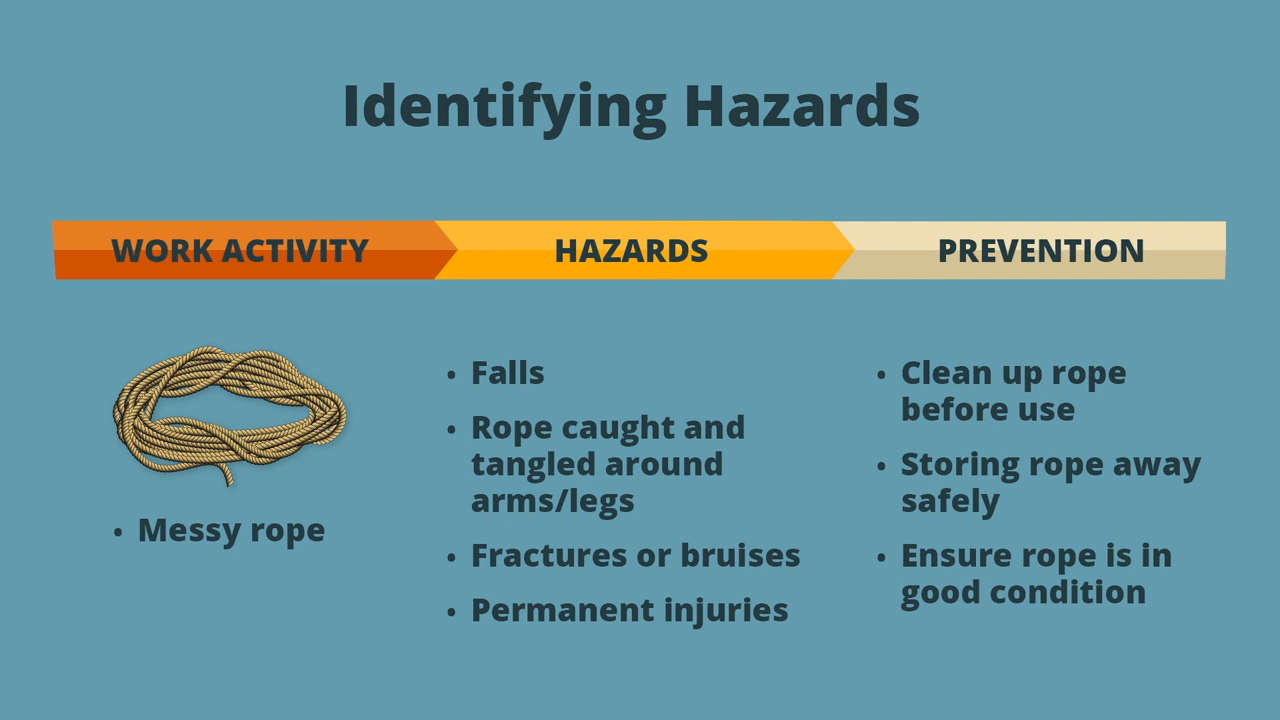 Identifying Hazards
WORK ACTIVITY
HAZARDS
PREVENTION
• Messy rope
• Falls
• Rope caught and
tangled around
arms/legs
• Fractures or bruises
• Permanent injuries
• Clean up rope
before use
• Storing rope away
safely
• Ensure rope is in
good condition